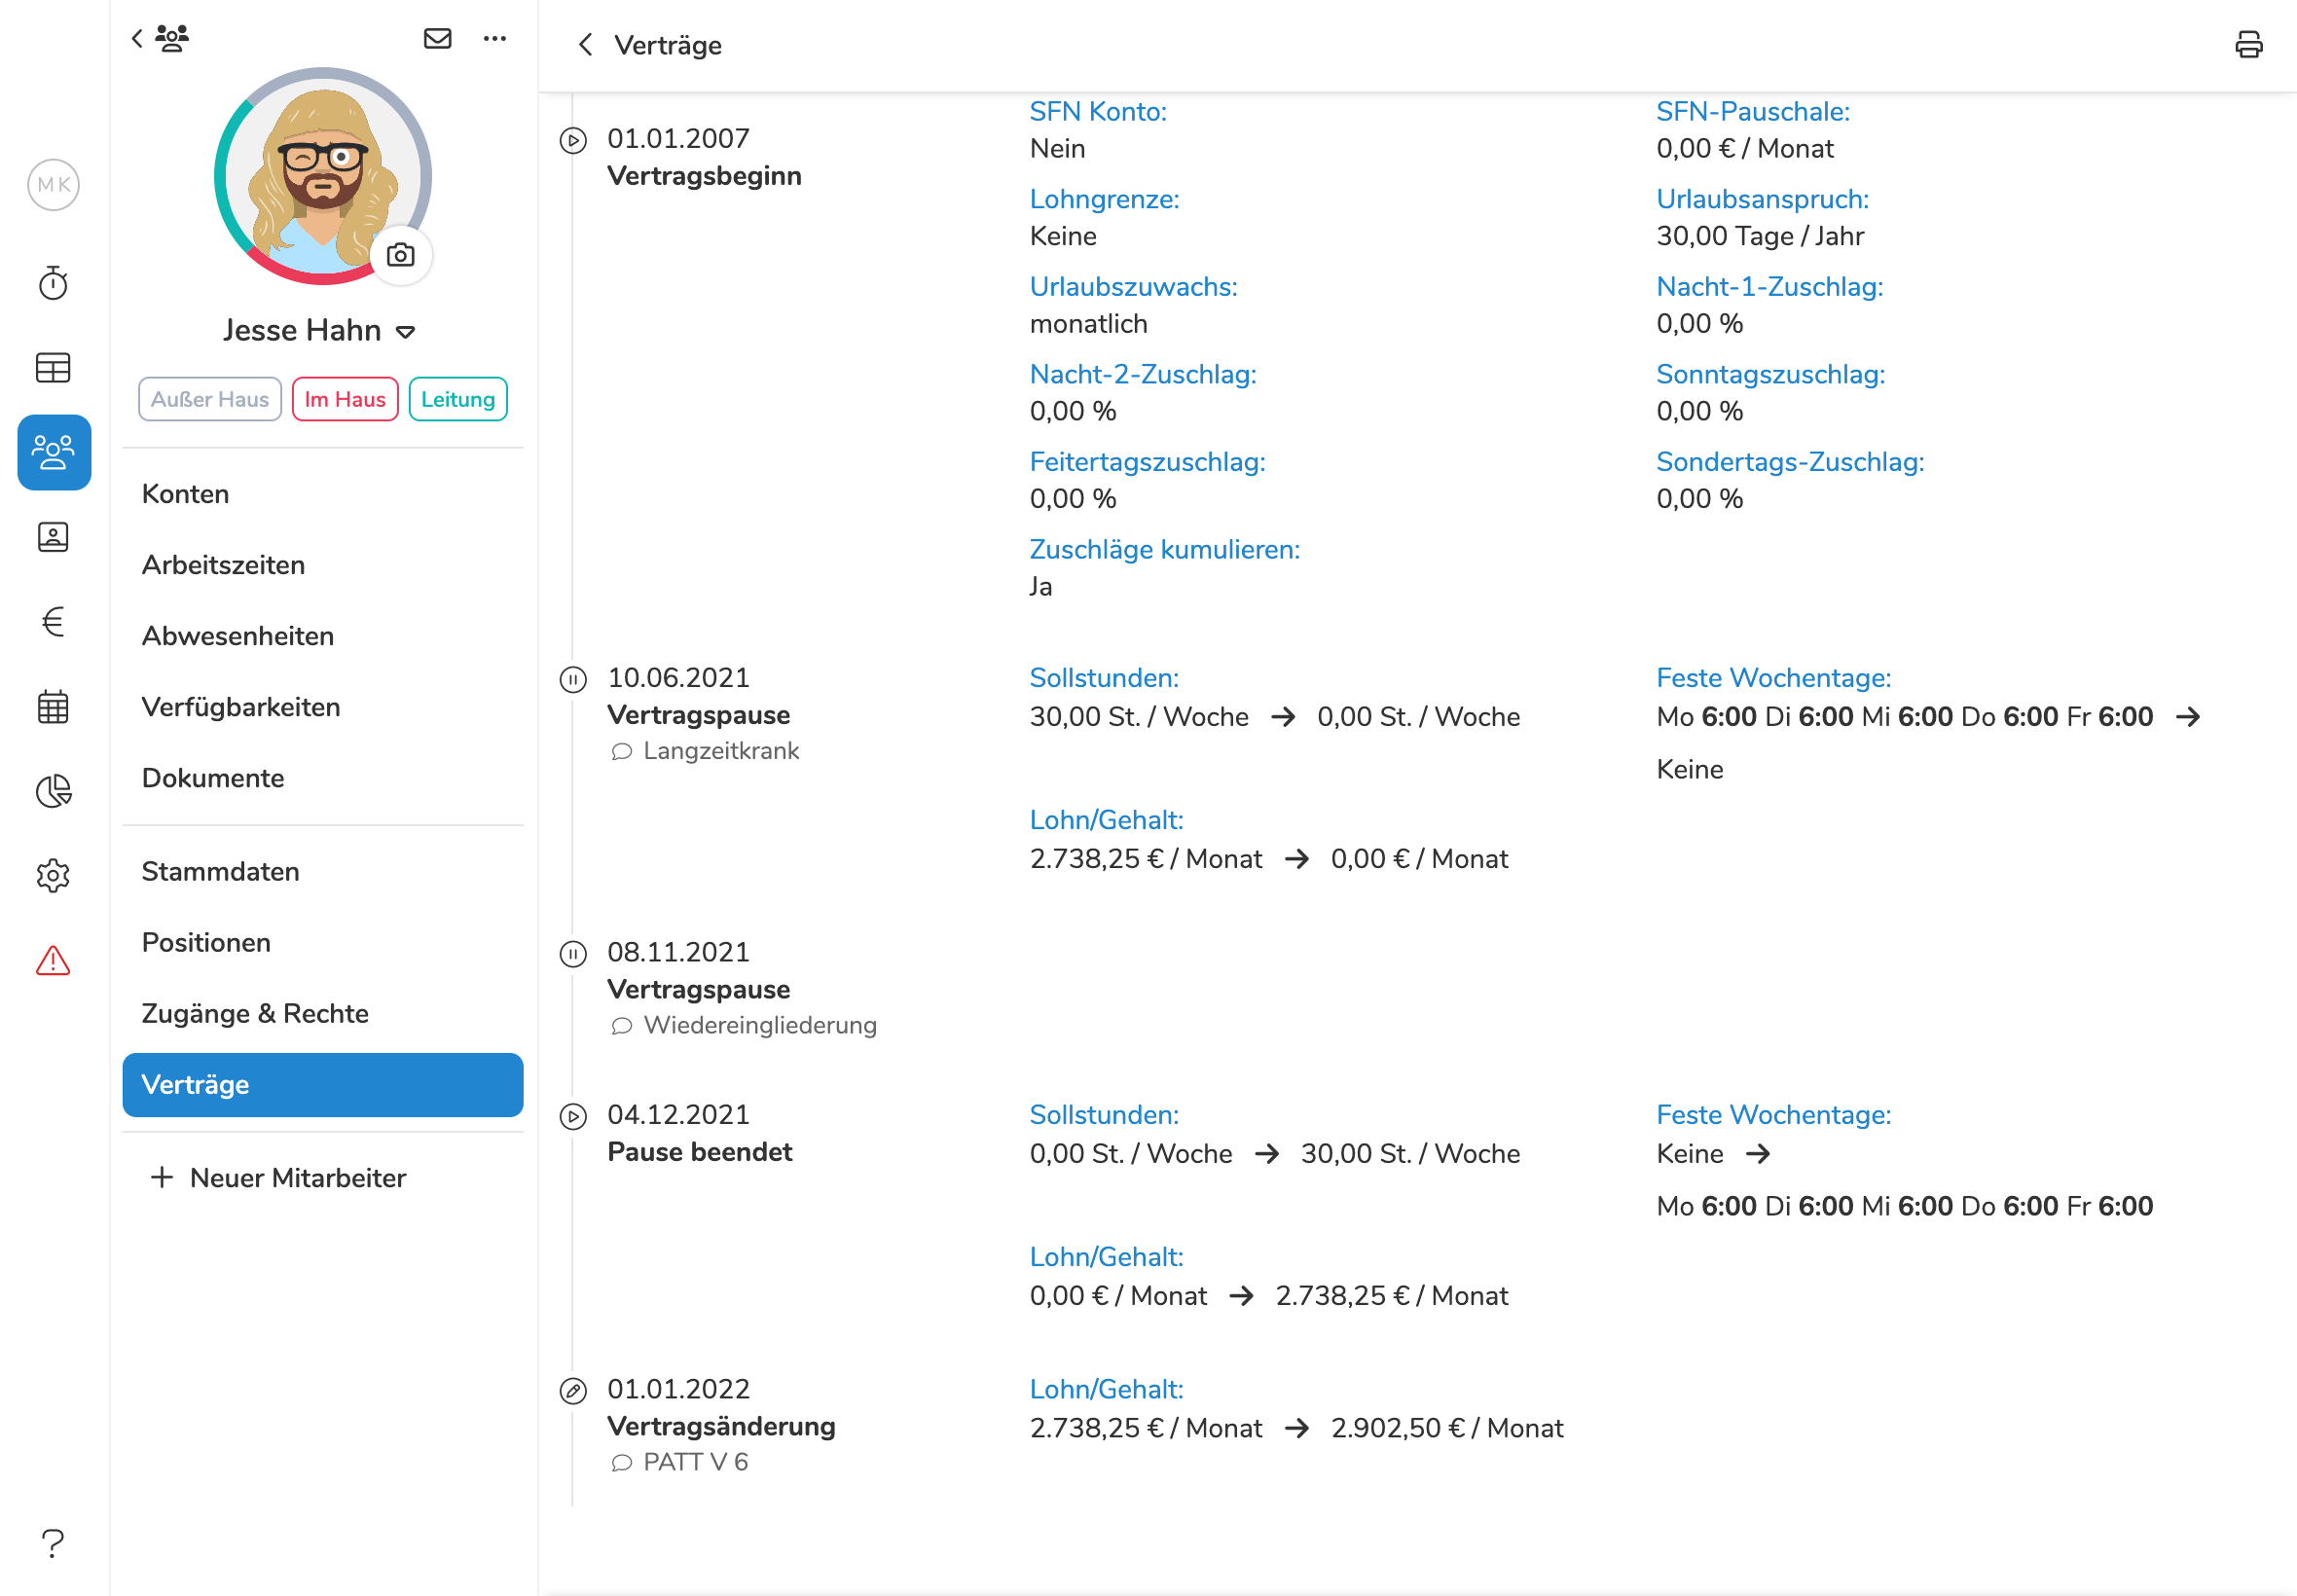 MK
Jesse Hahn
Außer Haus
Im Haus
Leitung
Konten
Arbeitszeiten
Abwesenheiten
Verfügbarkeiten
Dokumente
Stammdaten
Positionen
Zugänge & Rechte
Verträge
Neuer Mitarbeiter
Verträge
01.01.2007
Vertragsbeginn
SFN Konto:
Nein
SFN-Pauschale:
0,00 € / Monat
Lohngrenze:
Keine
Urlaubsanspruch:
30,00 Tage / Jahr
Urlaubszuwachs:
monatlich
Nacht-1-Zuschlag:
0,00 %
Nacht-2-Zuschlag:
0,00 %
Sonntagszuschlag:
0,00 %
Feitertagszuschlag:
0,00 %
Sondertags-Zuschlag:
0,00 %
Zuschläge kumulieren:
Ja
10.06.2021
Vertragspause
Langzeitkrank
Sollstunden:
30,00 St. / Woche → 0,00 St. / Woche
Feste Wochentage:
Mo 6:00 Di 6:00 Mi 6:00 Do 6:00 Fr 6:00 →
Keine
Lohn/Gehalt:
2.738,25 € / Monat → 0,00 € / Monat
08.11.2021
Vertragspause
Wiedereingliederung
04.12.2021
Pause beendet
Sollstunden:
0,00 St. / Woche → 30,00 St. / Woche
Feste Wochentage:
Keine →
Mo 6:00 Di 6:00 Mi 6:00 Do 6:00 Fr 6:00
Lohn/Gehalt:
0,00 € / Monat → 2.738,25 € / Monat
01.01.2022
Vertragsänderung
PATT V 6
Lohn/Gehalt:
2.738,25 € / Monat → 2.902,50 € / Monat